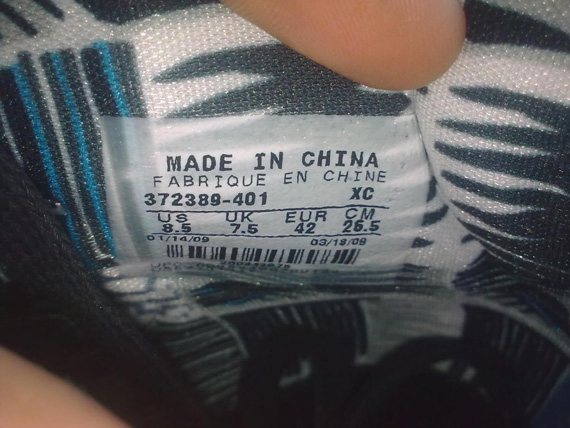 MADE IN CHINA
FABRIQUE EN CHINE
372389-401 XC
US UK EUR CM
8.5 7.5 42 26.5
01/14/09 03/18/09